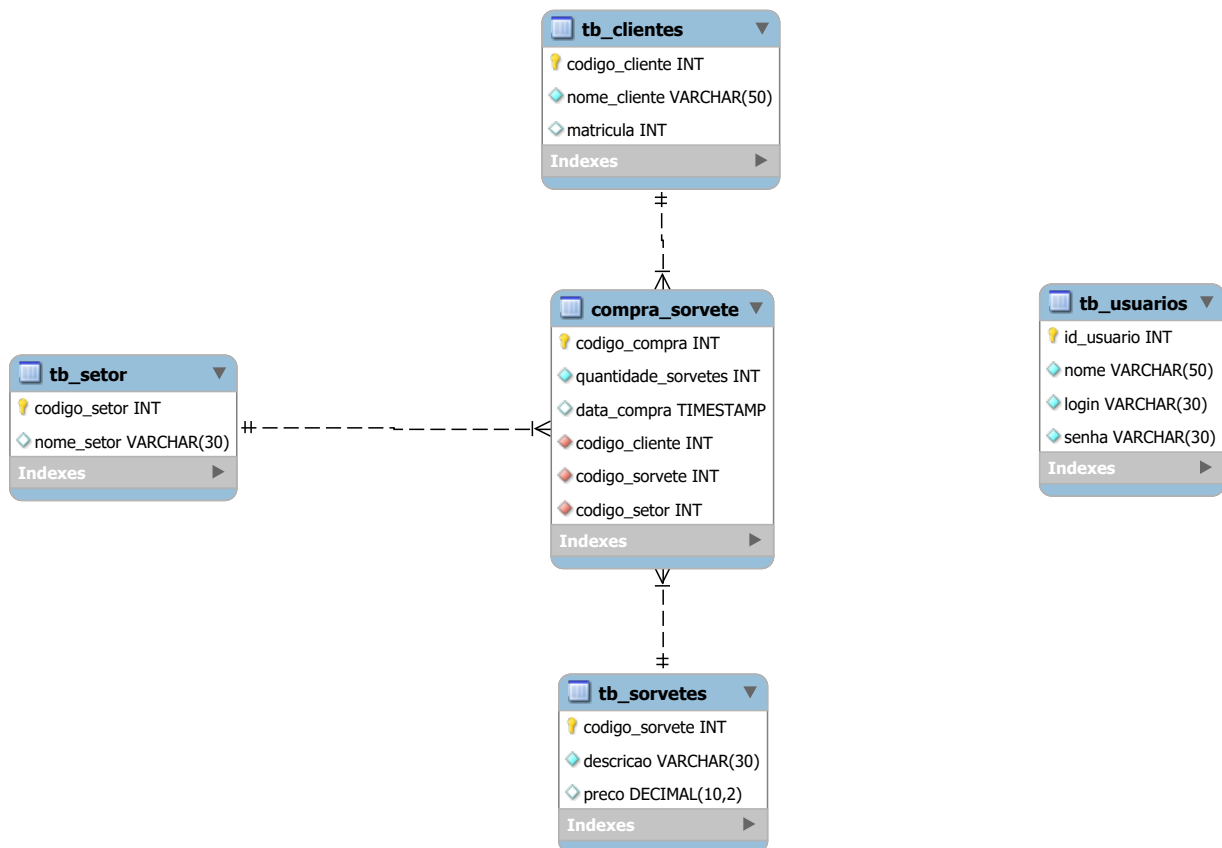 tb_clientes
codigo_cliente INT
nome_cliente VARCHAR(50)
matricula INT
Indexes
compra_sorvete
codigo_compra INT
quantidade_sorvetes INT
data_compra TIMESTAMP
codigo_cliente INT
codigo_sorvete INT
codigo_setor INT
Indexes
tb_usuarios
id_usuario INT
nome VARCHAR(50)
login VARCHAR(30)
senha VARCHAR(30)
Indexes
tb_setor
codigo_setor INT
nome_setor VARCHAR(30)
Indexes
tb_sorvetes
codigo_sorvete INT
descricao VARCHAR(30)
preco DECIMAL(10,2)
Indexes